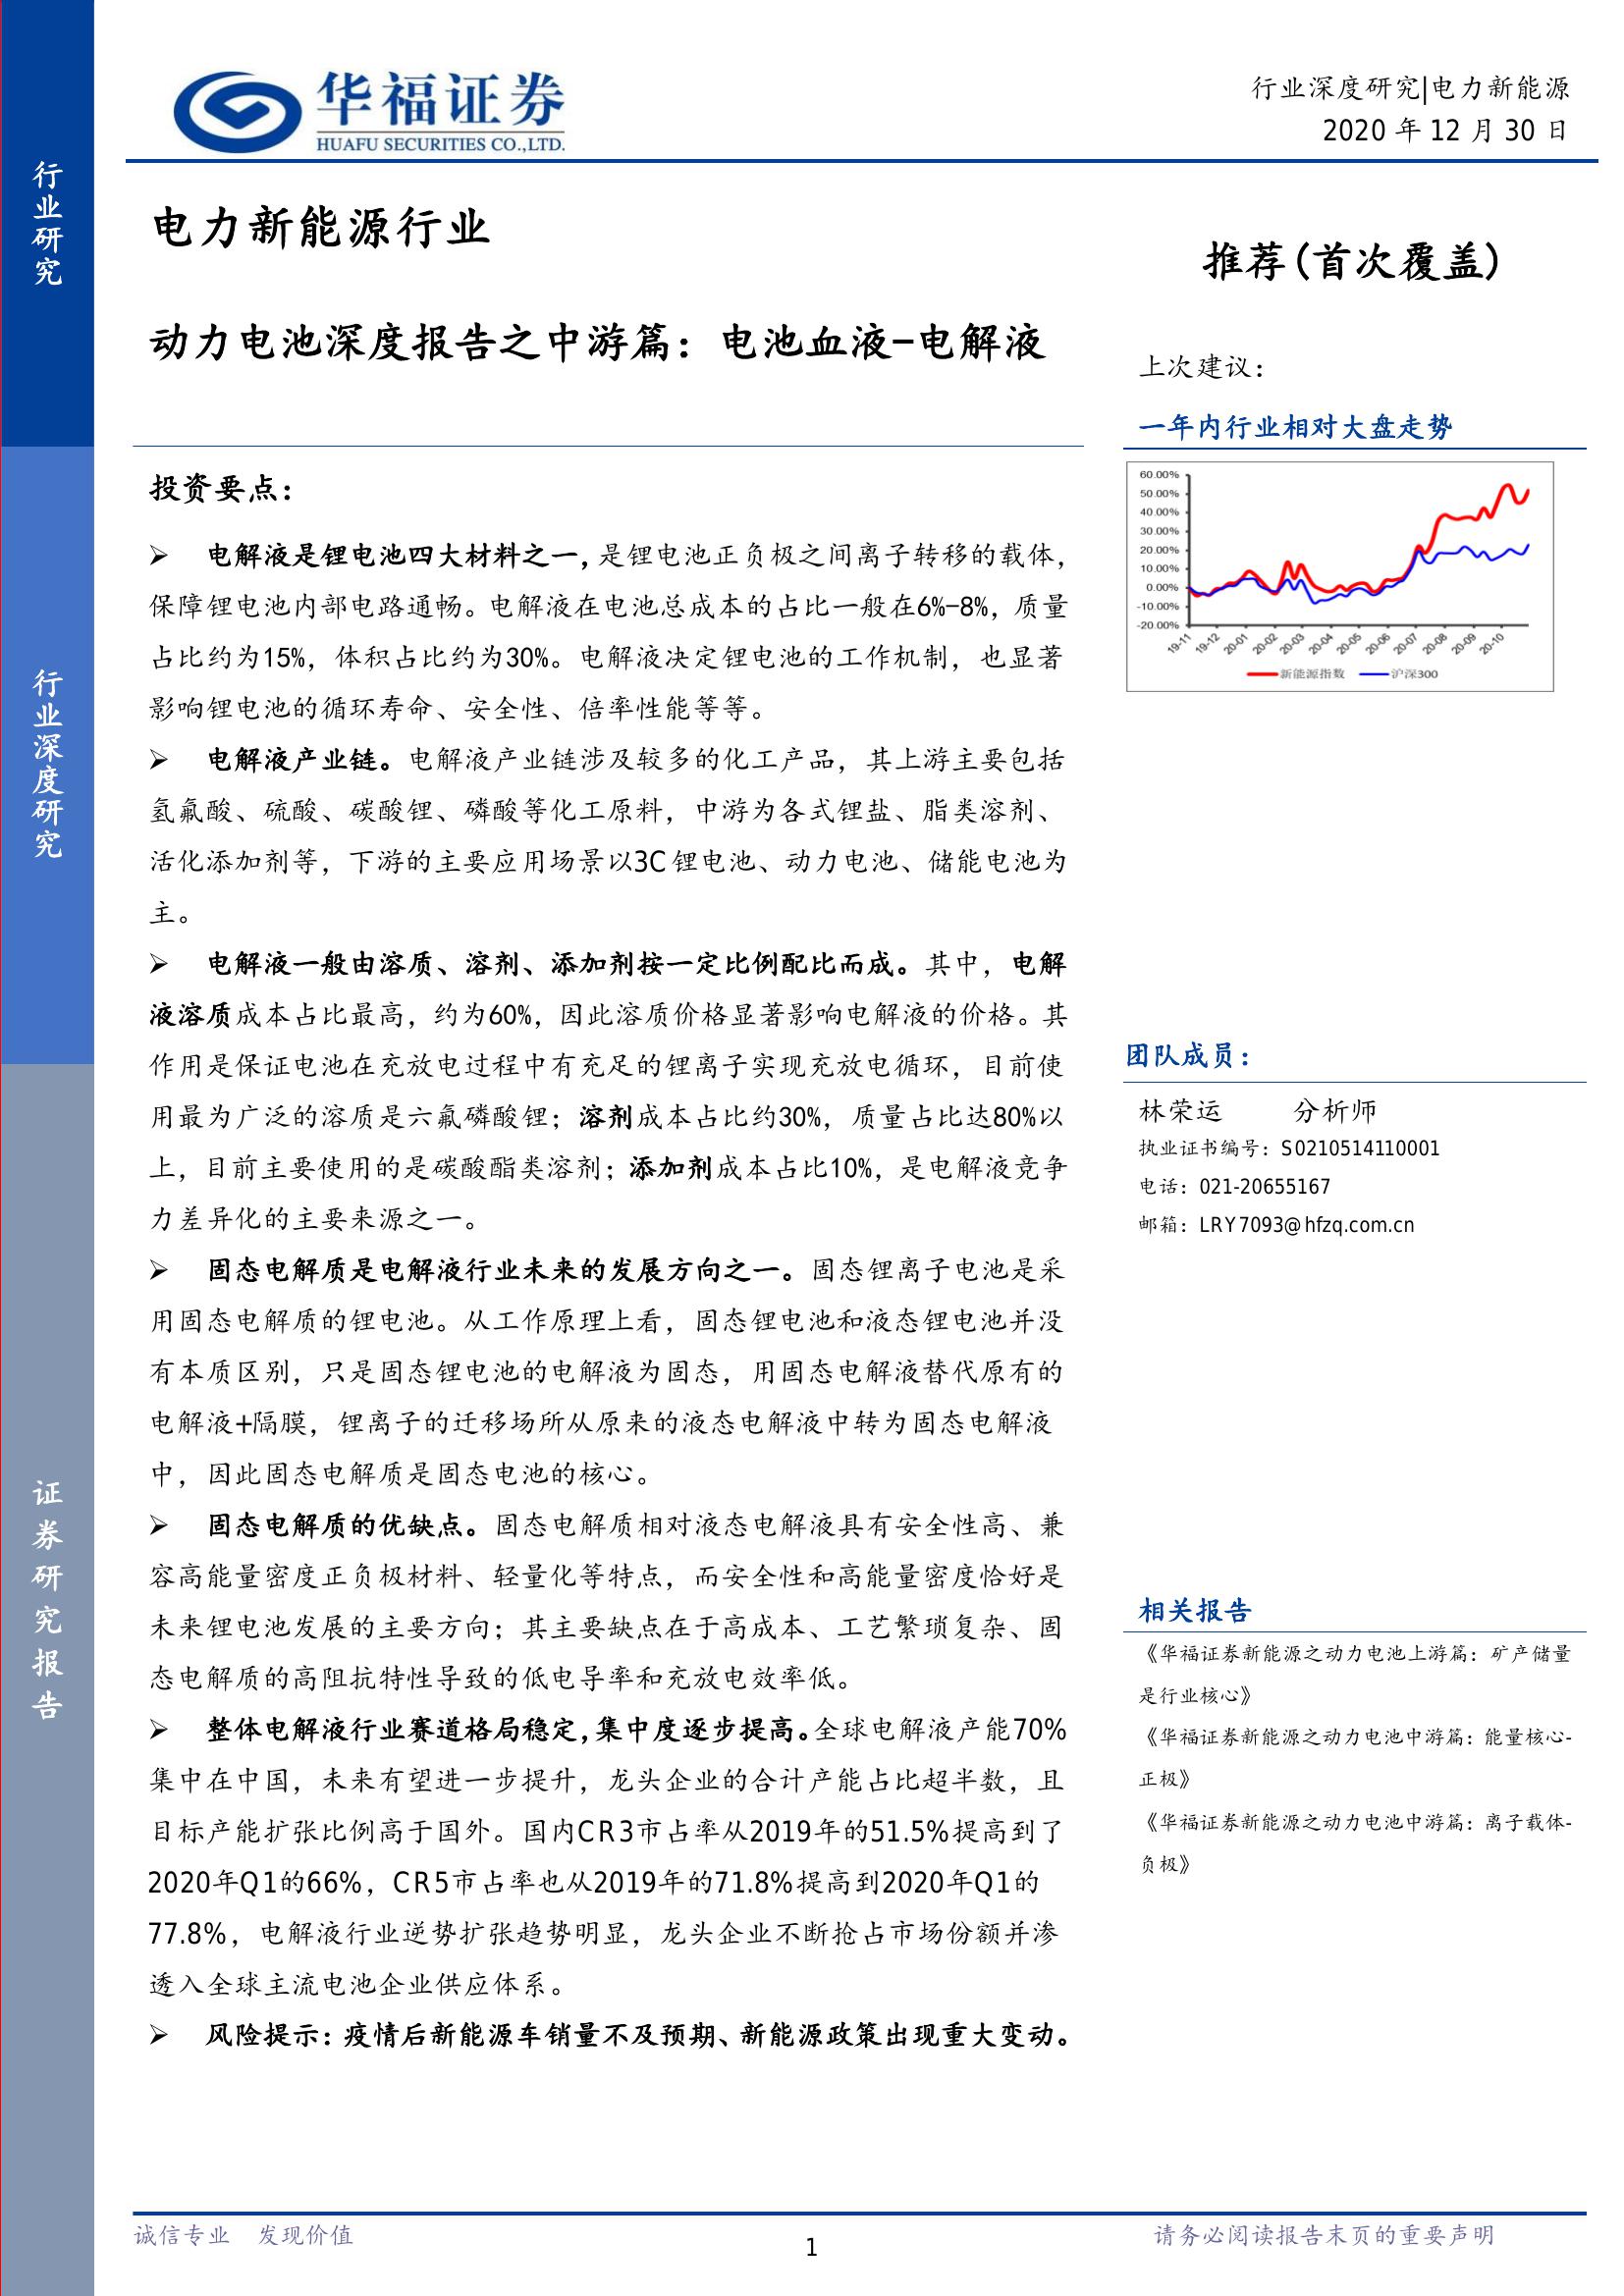 华福证券
HUAFU SECURITIES CO.,LTD.
行业深度研究|电力新能源
2020 年 12 月 30 日
行业研究
行业深度研究
证券研究报告
电力新能源行业
动力电池深度报告之中游篇：电池血液-电解液
投资要点：
➢ 电解液是锂电池四大材料之一，是锂电池正负极之间离子转移的载体，
保障锂电池内部电路通畅。电解液在电池总成本的占比一般在6%-8%，质量
占比约为15%，体积占比约为30%。电解液决定锂电池的工作机制，也显著
影响锂电池的循环寿命、安全性、倍率性能等等。
➢ 电解液产业链。电解液产业链涉及较多的化工产品，其上游主要包括
氢氟酸、硫酸、碳酸锂、磷酸等化工原料，中游为各式锂盐、脂类溶剂、
活化添加剂等，下游的主要应用场景以3C锂电池、动力电池、储能电池为
主。
➢ 电解液一般由溶质、溶剂、添加剂按一定比例配比而成。其中，电解
液溶质成本占比最高，约为60%，因此溶质价格显著影响电解液的价格。其
作用是保证电池在充放电过程中有充足的锂离子实现充放电循环，目前使
用最为广泛的溶质是六氟磷酸锂；溶剂成本占比约30%，质量占比达80%以
上，目前主要使用的是碳酸酯类溶剂；添加剂成本占比10%，是电解液竞争
力差异化的主要来源之一。
➢ 固态电解质是电解液行业未来的发展方向之一。固态锂离子电池是采
用固态电解质的锂电池。从工作原理上看，固态锂电池和液态锂电池并没
有本质区别，只是固态锂电池的电解液为固态，用固态电解液替代原有的
电解液+隔膜，锂离子的迁移场所从原来的液态电解液中转为固态电解液
中，因此固态电解质是固态电池的核心。
➢ 固态电解质的优缺点。固态电解质相对液态电解液具有安全性高、兼
容高能量密度正负极材料、轻量化等特点，而安全性和高能量密度恰好是
未来锂电池发展的主要方向；其主要缺点在于高成本、工艺繁琐复杂、固
态电解质的高阻抗特性导致的低电导率和充放电效率低。
➢ 整体电解液行业赛道格局稳定，集中度逐步提高。全球电解液产能70%
集中在中国，未来有望进一步提升，龙头企业的合计产能占比超半数，且
目标产能扩张比例高于国外。国内CR3市占率从2019年的51.5%提高到了
2020年Q1的66%，CR5市占率也从2019年的71.8%提高到2020年Q1的
77.8%，电解液行业逆势扩张趋势明显，龙头企业不断抢占市场份额并渗
透入全球主流电池企业供应体系。
➢ 风险提示：疫情后新能源车销量不及预期、新能源政策出现重大变动。
推荐(首次覆盖)
上次建议：
一年内行业相对大盘走势
60.00%
50.00%
40.00%
30.00%
20.00%
10.00%
0.00%
-10.00%
-20.00%
19-11 19-12 20-01 20-02 20-03 20-04 20-05 20-06 20-07 20-08 20-09 20-10
新能源指数 沪深300
团队成员：
林荣运 分析师
执业证书编号：S0210514110001
电话：021-20655167
邮箱：LRY7093@hfzq.com.cn
相关报告
《华福证券新能源之动力电池上游篇：矿产储量
是行业核心》
《华福证券新能源之动力电池中游篇：能量核心-
正极》
《华福证券新能源之动力电池中游篇：离子载体-
负极》
诚信专业 发现价值
1
请务必阅读报告末页的重要声明